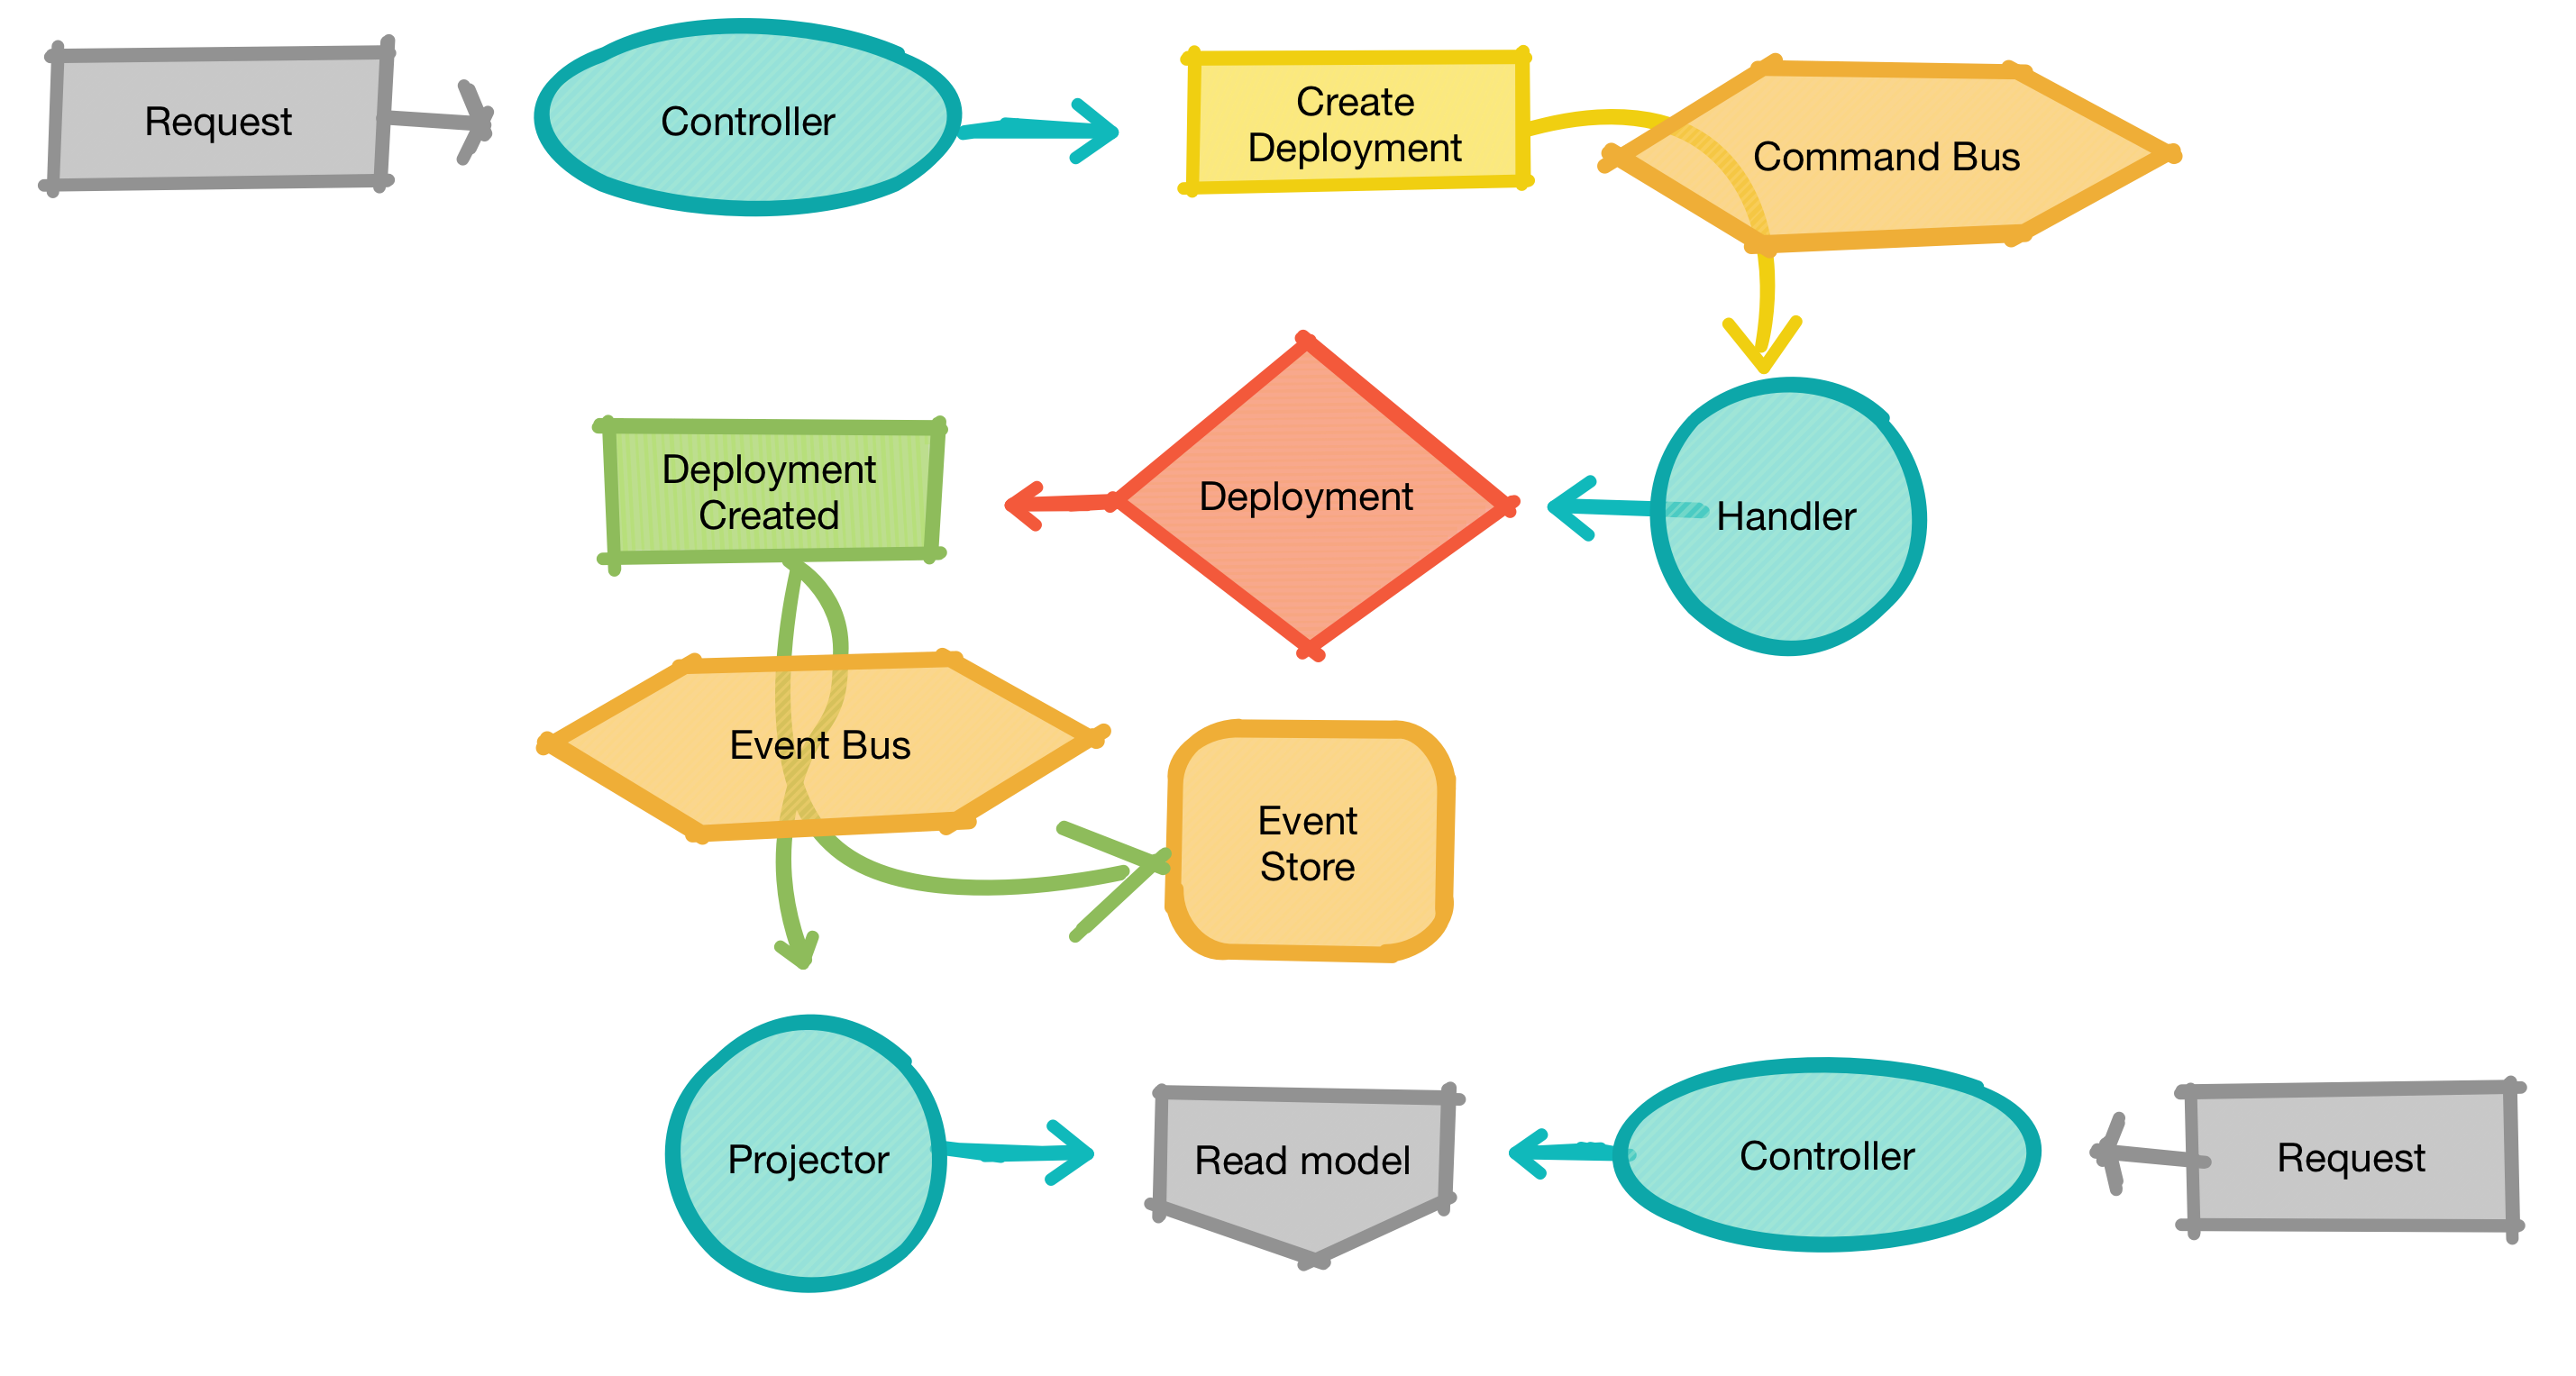 Request
Controller
Create
Deployment
Command Bus
Deployment
Created
Deployment
Handler
Event Bus
Event
Store
Projector
Read model
Controller
Request